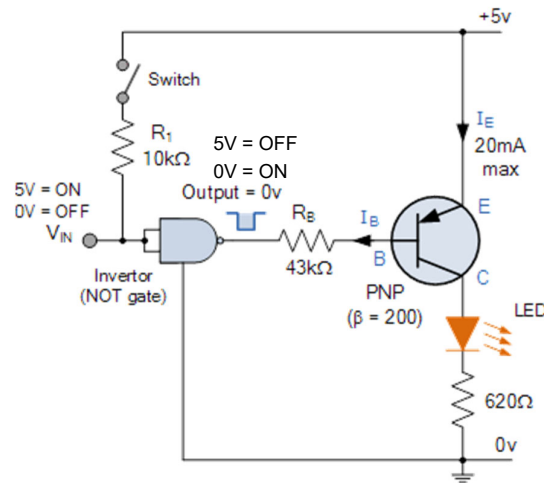 +5v
Switch
R1
10kΩ
5V = OFF
0V = ON
Output = 0v
IE
20mA
max
5V = ON
0V = OFF
VIN
RB
43kΩ
IB
B
E
C
Invertor
(NOT gate)
PNP
(β = 200)
LED
620Ω
0v